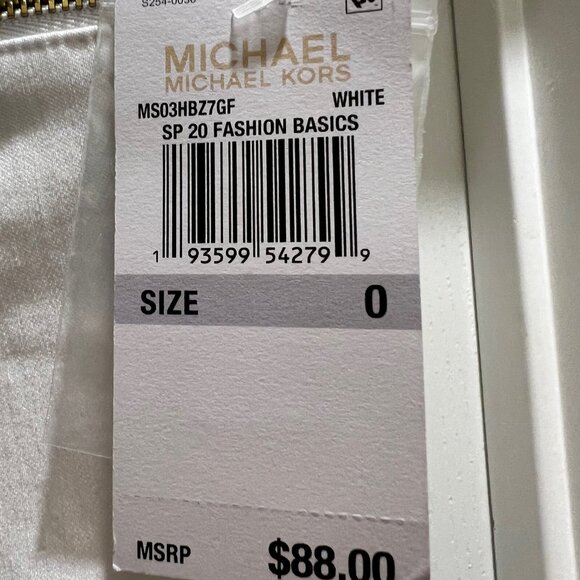 MICHAEL
MICHAEL KORS
MS03HBZ7GF WHITE
SP 20 FASHION BASICS
1 93599 54279 9
SIZE 0
MSRP $88.00